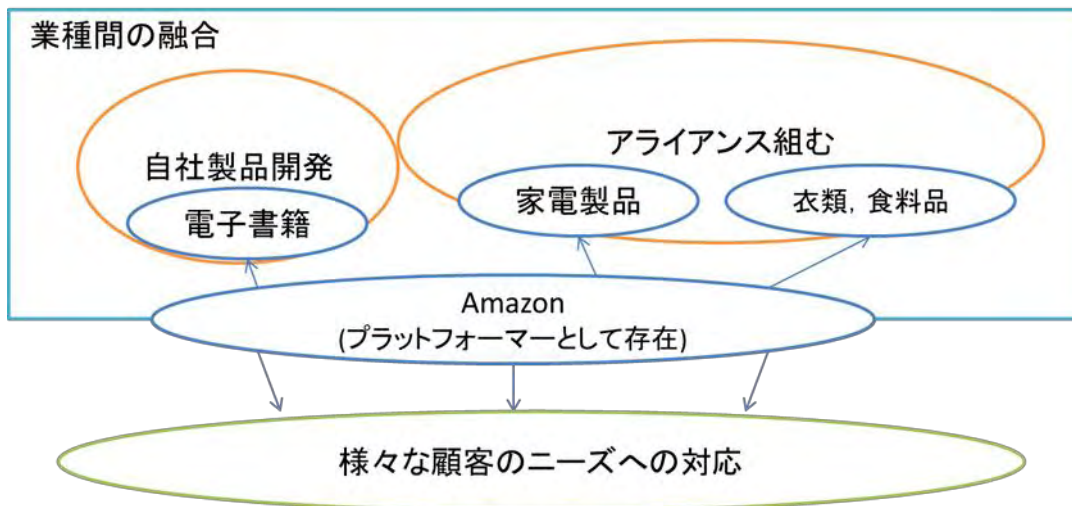 業種間の融合
アライアンス組む
自社製品開発
家電製品
衣類，食料品
電子書籍
Amazon
(プラットフォーマーとして存在)
様々な顧客のニーズへの対応